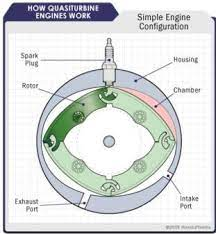 HOW QUASITURBINE
ENGINES WORK
Simple Engine
Configuration
Spark
Plug
Housing
Rotor
Chamber
Exhaust
Port
Intake
Port